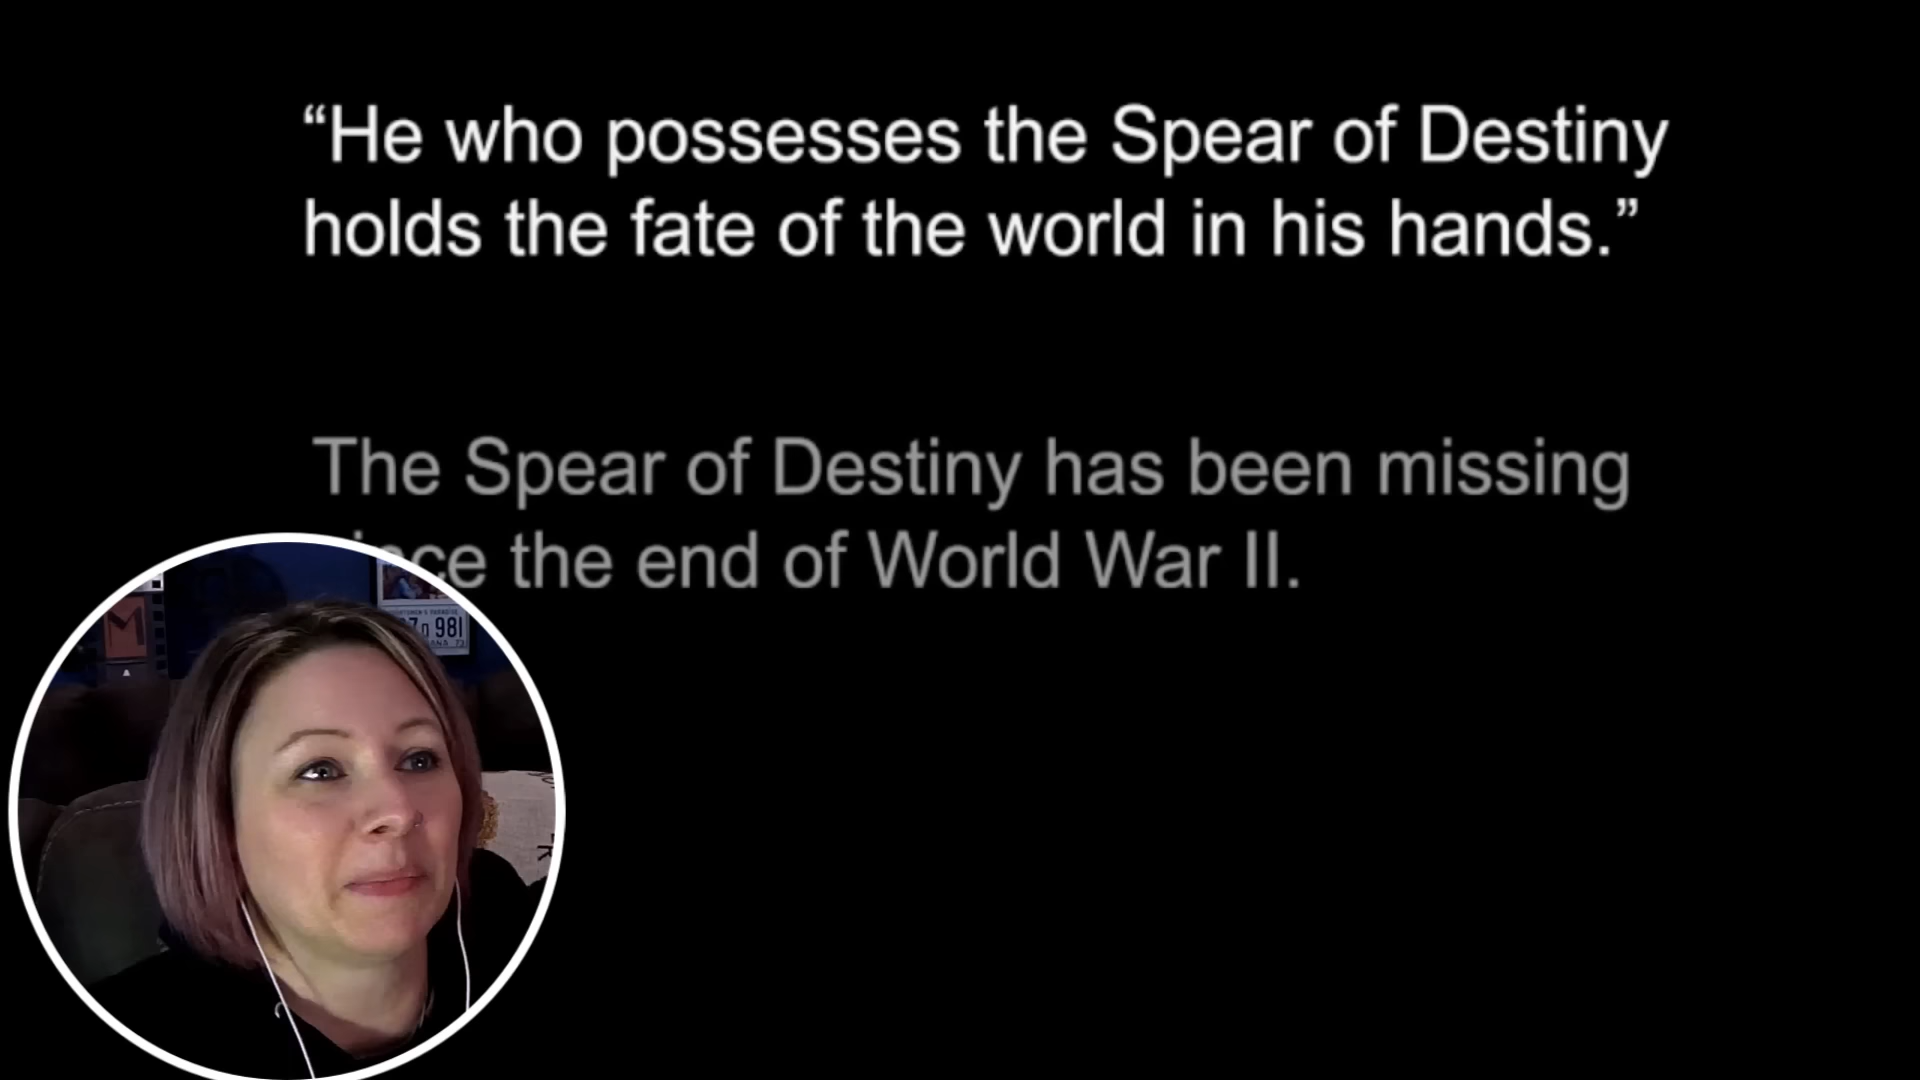 “He who possesses the Spear of Destiny
holds the fate of the world in his hands.”
The Spear of Destiny has been missing
the end of World War II.
M
A
981